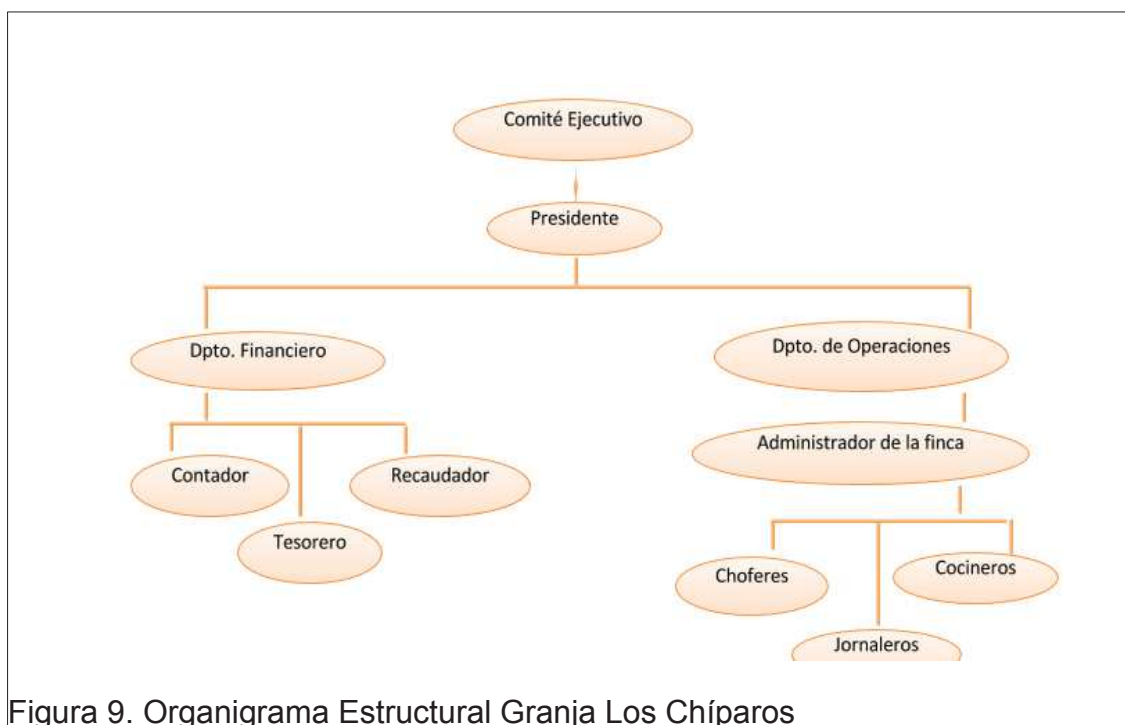 Comité Ejecutivo
Presidente
Dpto. Financiero
Dpto. de Operaciones
Administrador de la finca
Contador
Recaudador
Tesorero
Choferes
Cocineros
Jornaleros
Figura 9. Organigrama Estructural Granja Los Chíparos